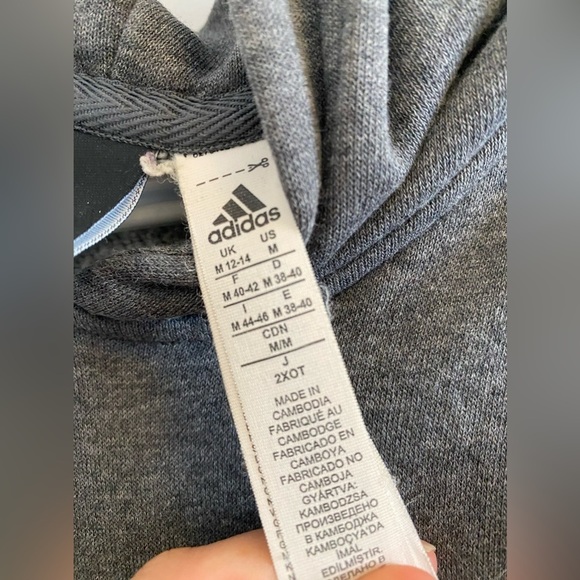 adidas
UK US
M 12-14 M
F D
M 40-42 M 38-40
I E
M 44-46 M 38-40
CDN
M/M
J
2XOT
MADE IN
CAMBODIA
FABRIQUÉ AU
CAMBODGE
FABRICADO EN
CAMBOYA
FABRICADO NO
CAMBOJA
GYÁRTVA:
KAMBODZSA
ПРОИЗВЕДЕНО
В КАМБОДЖА
KAMBOÇYA'DA
İMAL
EDİLMİŞTİR.